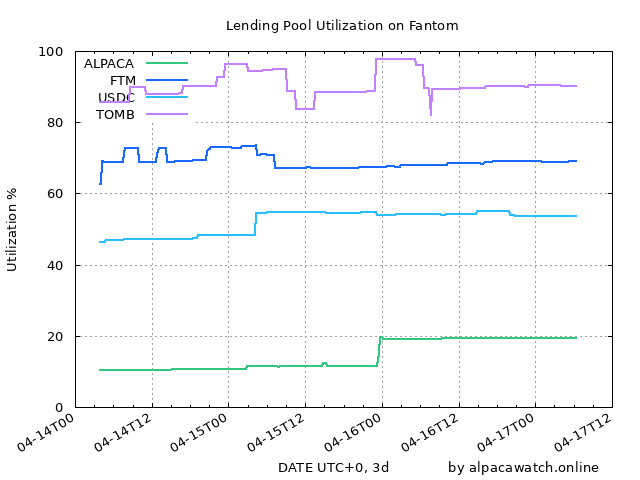 Lending Pool Utilization on Fantom
100
80
60
40
20
0
Utilization %
ALPACA
FTM
USDC
TOMB
04-14T00
04-14T12
04-15T00
04-15T12
04-16T00
04-16T12
04-17T00
04-17T12
DATE UTC+0, 3d
by alpacawatch.online